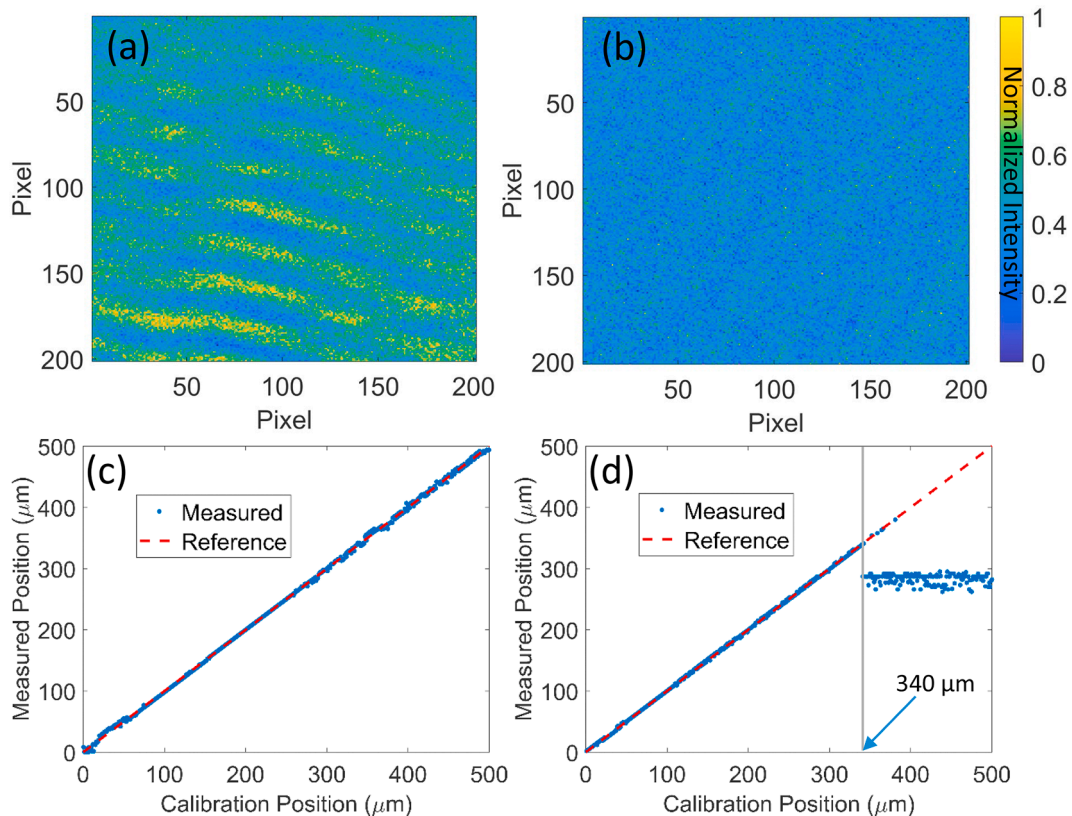 (a)
50
100
150
200
50
100
150
200
Pixel
Pixel
(b)
50
100
150
200
50
100
150
200
Pixel
Pixel
1
0.8
0.6
0.4
0.2
0
Normalized Intensity
(c)
500
400
300
200
100
0
0
100
200
300
400
500
Measured Position (μm)
Calibration Position (μm)
Measured
Reference
(d)
500
400
300
200
100
0
0
100
200
300
400
500
Measured Position (μm)
Calibration Position (μm)
Measured
Reference
340 μm